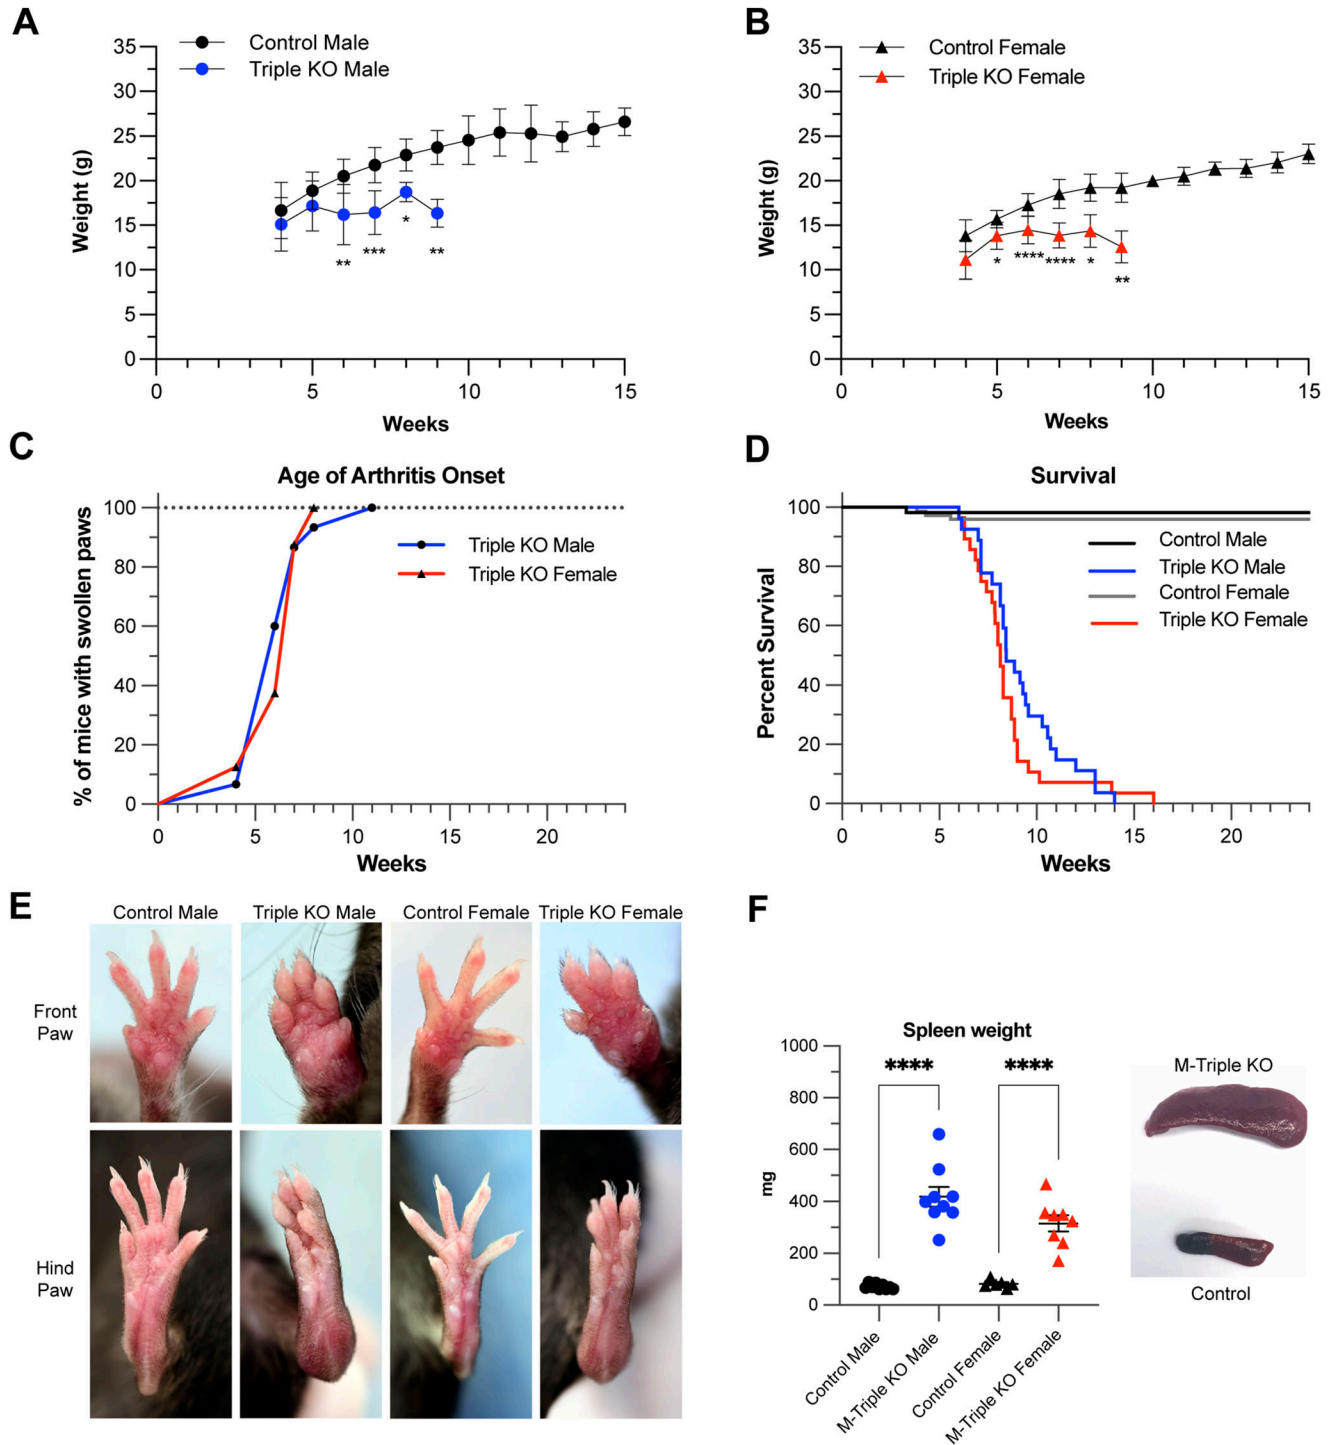 A
Control Male
Triple KO Male
35
30
25
20
15
10
5
0
Weight (g)
**
***
*
**
0
5
10
15
Weeks
B
Control Female
Triple KO Female
35
30
25
20
15
10
5
0
Weight (g)
*
****
****
*
**
0
5
10
15
Weeks
C
Age of Arthritis Onset
100
80
60
40
20
0
% of mice with swollen paws
Triple KO Male
Triple KO Female
0
5
10
15
20
Weeks
D
Survival
100
80
60
40
20
0
Percent Survival
Control Male
Triple KO Male
Control Female
Triple KO Female
0
5
10
15
20
Weeks
E
Control Male
Triple KO Male
Control Female
Triple KO Female
Front
Paw
Hind
Paw
F
Spleen weight
1000
800
600
400
200
0
mg
****
****
Control Male
M-Triple KO Male
Control Female
M-Triple KO Female
M-Triple KO
Control